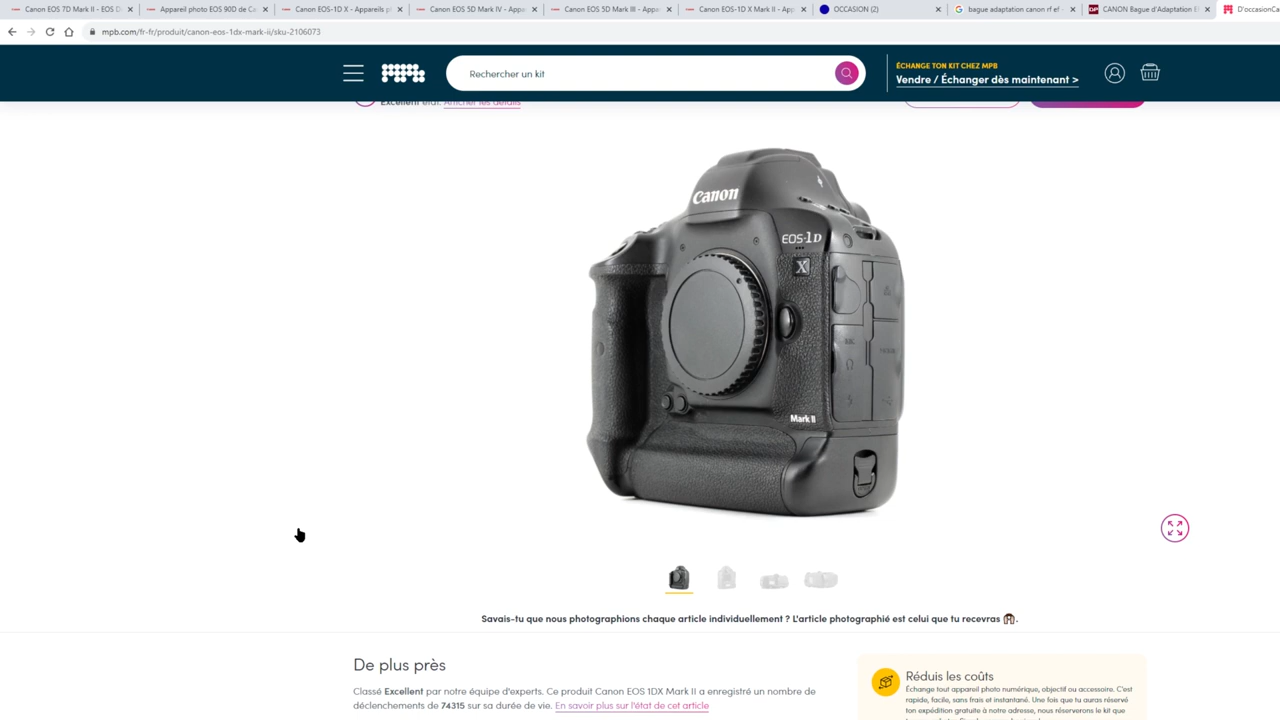 Canon EOS 7D Mark II - EOS D
Appareil photo EOS 90D de Ca
Canon EOS-1D X - Appareils p
Canon EOS 5D Mark IV - Appa
Canon EOS 5D Mark III - Appa
Canon EOS-1D X Mark II - App
OCCASION (2)
bague adaptation canon rf ef
CANON Bague d'Adaptation E
D'occasionCa
mpb.com/fr-fr/produit/canon-eos-1dx-mark-ii/sku-2106073
mpb
Rechercher un kit
ÉCHANGE TON KIT CHEZ MPB
Vendre / Échanger dès maintenant >
Excellent état. Afficher les détails
Canon
EOS-1D
X
Mark II
Savais-tu que nous photographions chaque article individuellement ? L'article photographié est celui que tu recevras
De plus près
Classé Excellent par notre équipe d'experts. Ce produit Canon EOS 1DX Mark II a enregistré un nombre de
déclenchements de 74315 sur sa durée de vie. En savoir plus sur l'état de cet article
Réduis les coûts
Échange tout appareil photo numérique, objectif ou accessoire. C'est
rapide, facile, sans frais et instantané. Une fois que tu auras réservé
ton expédition gratuite à notre adresse, nous réserverons le kit que